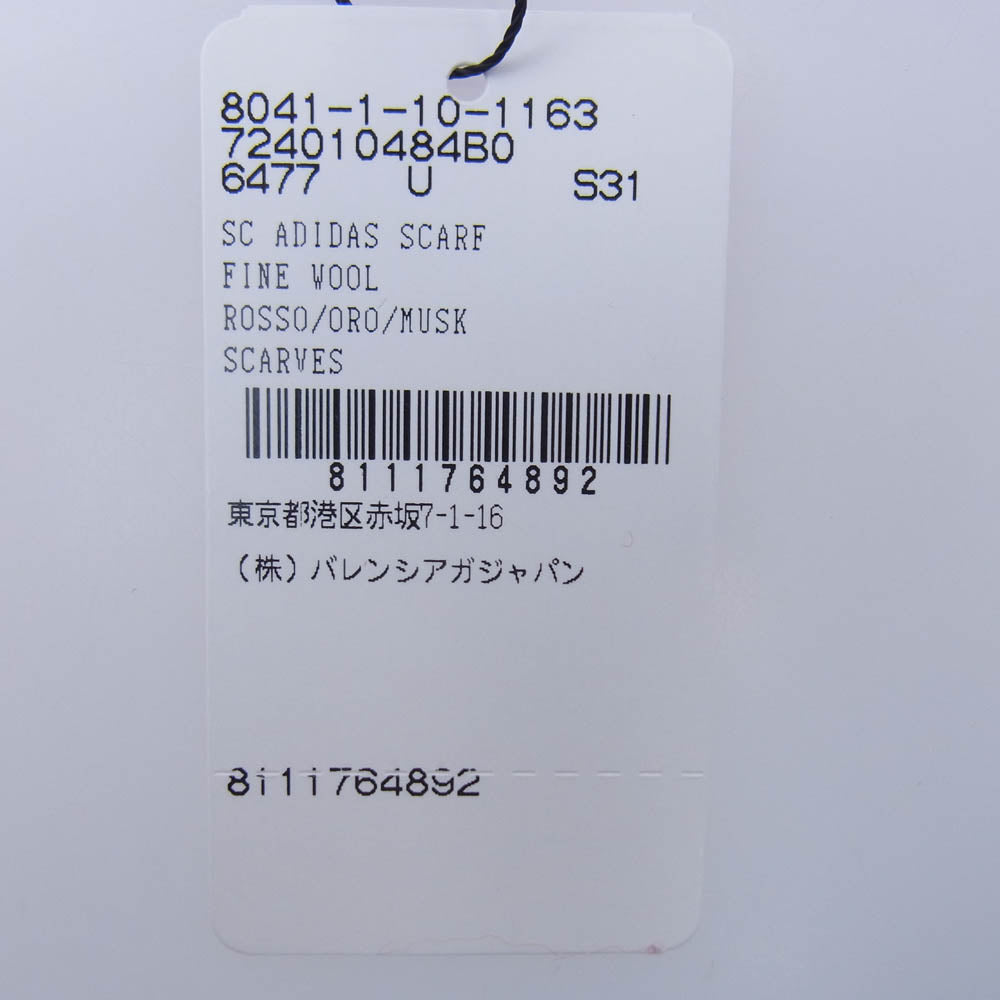 8041-1-10-1163
724010484B0
6477 U S31
SC ADIDAS SCARF
FINE WOOL
ROSSO/ORO/MUSK
SCARVES
8111764892
東京都港区赤坂7-1-16
(株)バレンシアガジャパン
8111764892